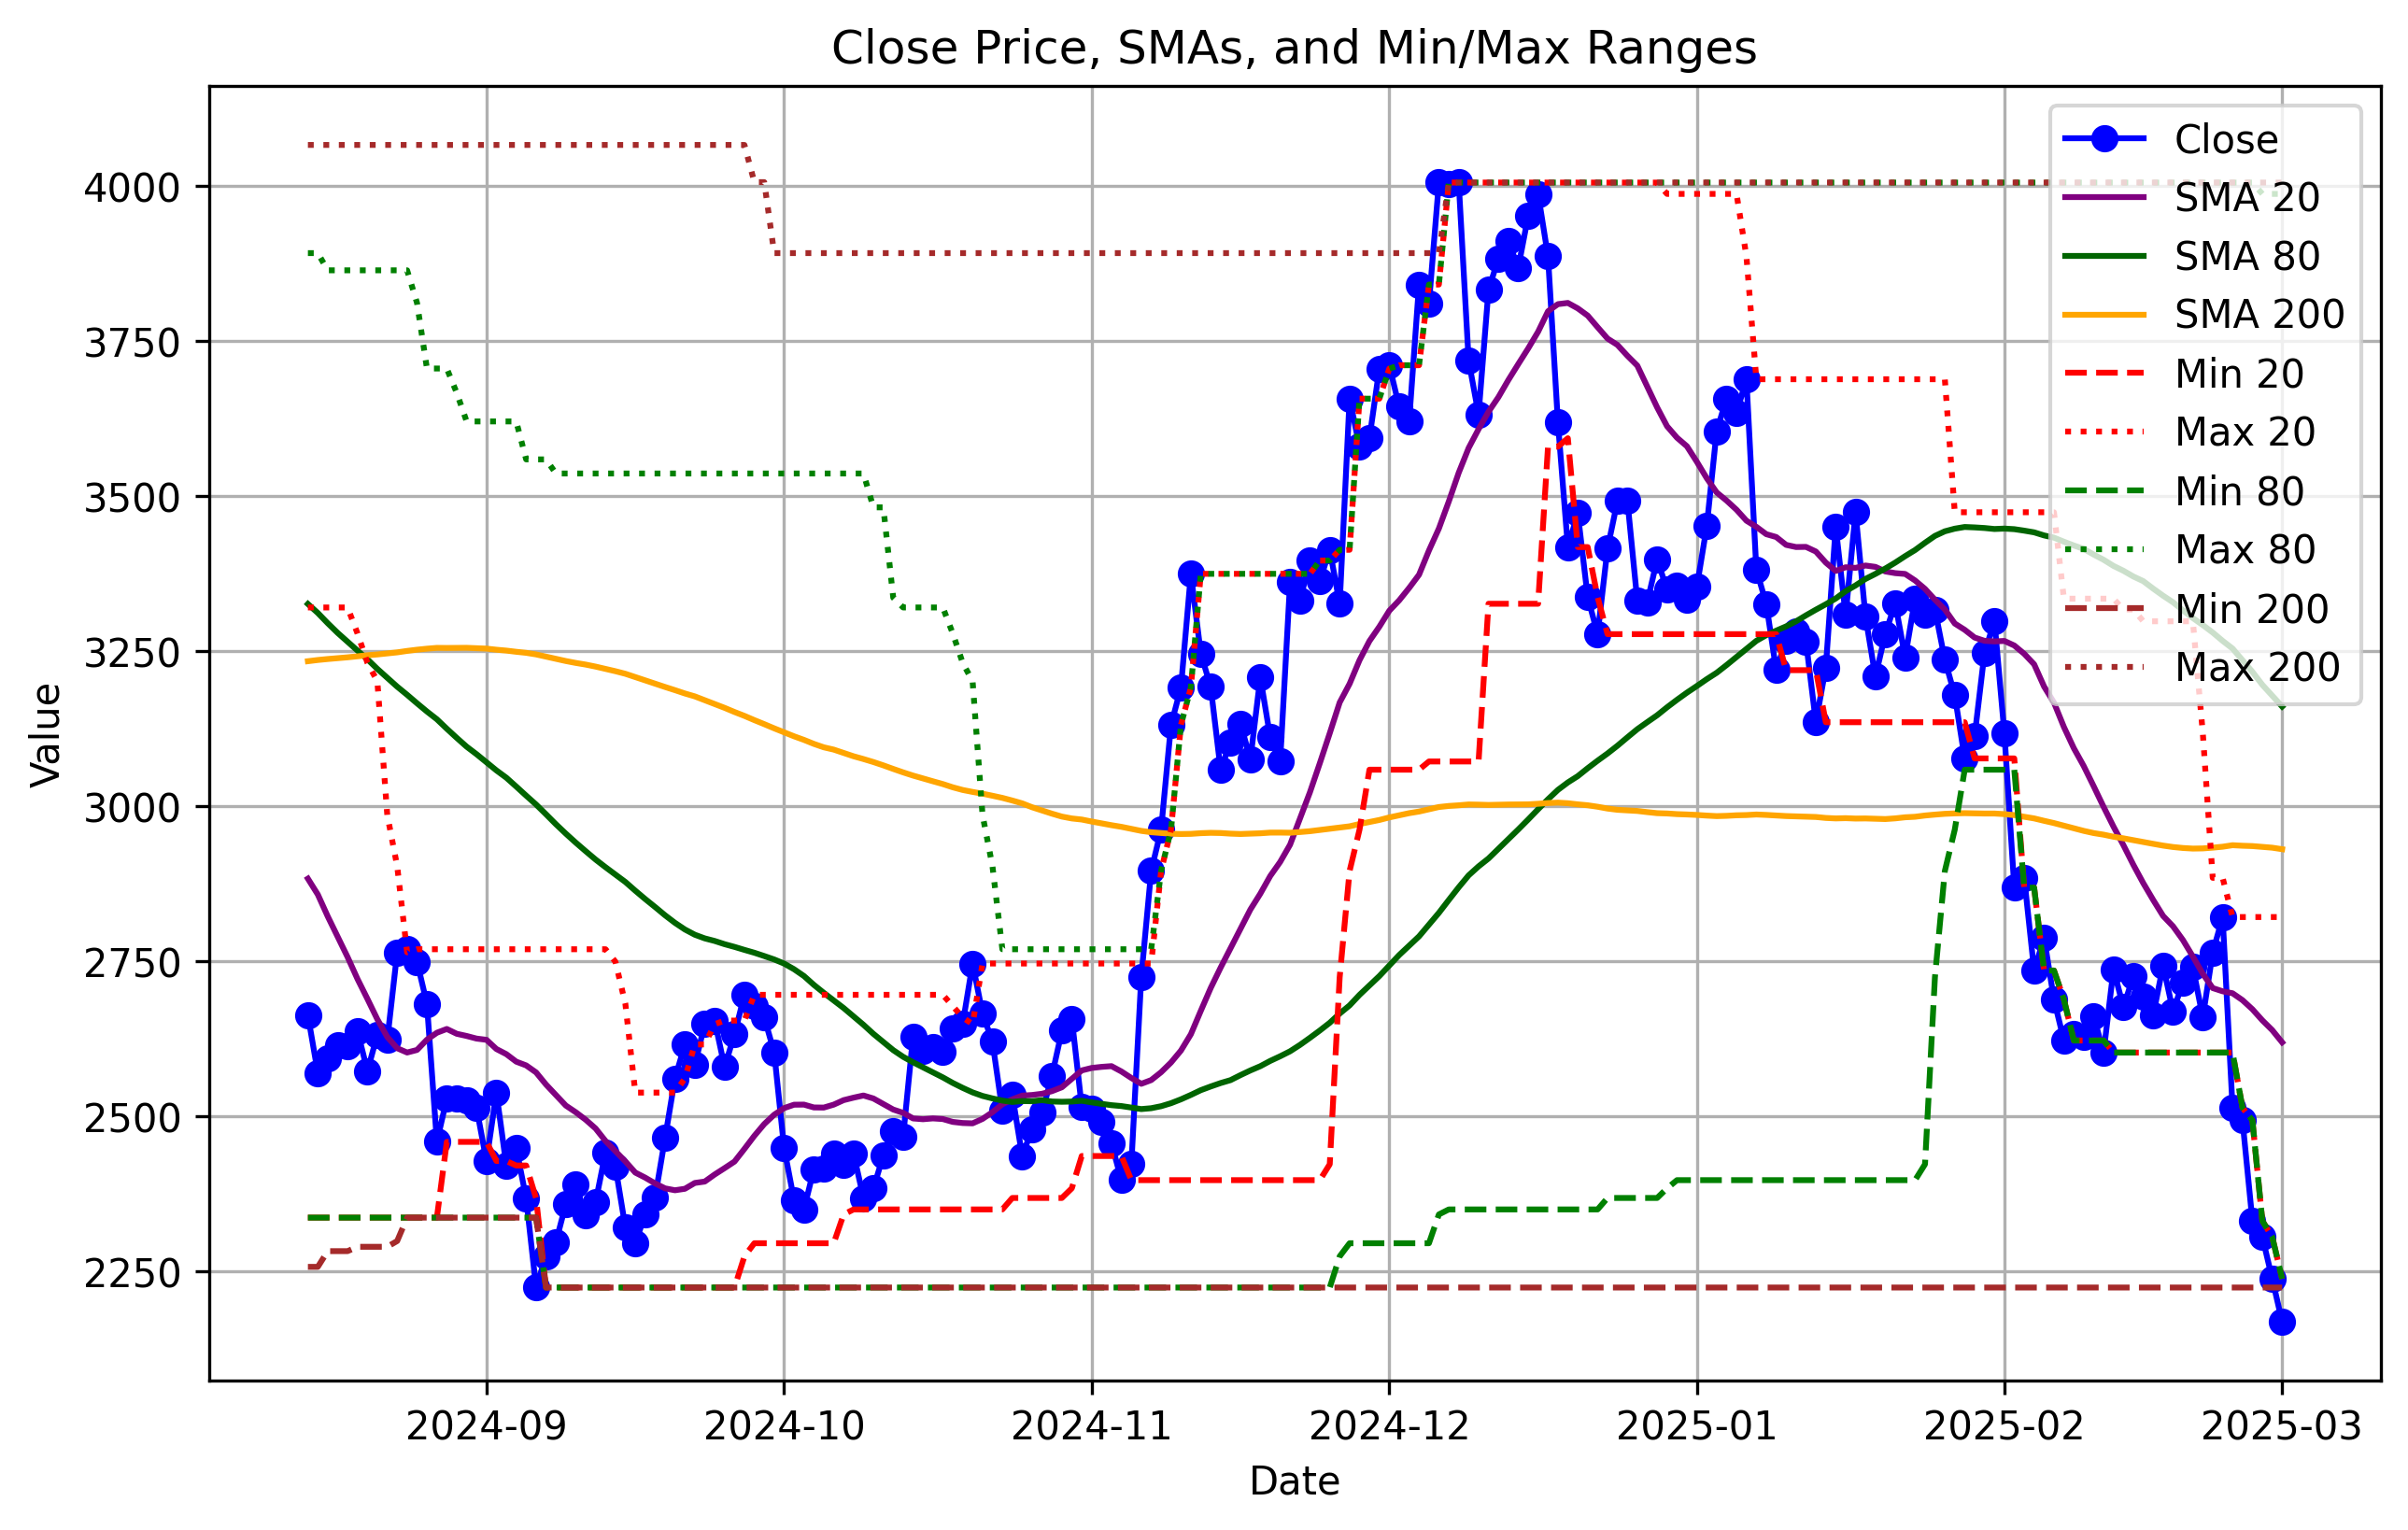 Close Price, SMAs, and Min/Max Ranges
Value
4000
3750
3500
3250
3000
2750
2500
2250
Close
SMA 20
SMA 80
SMA 200
Min 20
Max 20
Min 80
Max 80
Min 200
Max 200
2024-09
2024-10
2024-11
2024-12
2025-01
2025-02
2025-03
Date